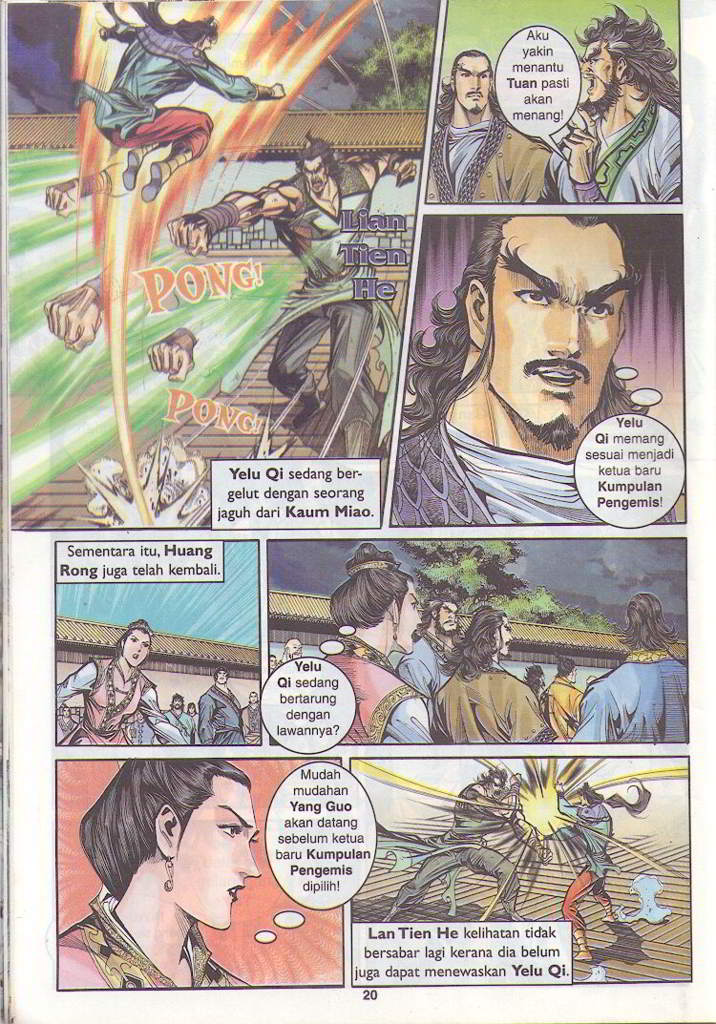 Lian
Tien
He
PONG!
PONG!
Yelu Qi sedang ber-
gelut dengan seorang
jaguh dari Kaum Miao.
Aku
yakin
menantu
Tuan pasti
akan
menang!
Yelu
Qi memang
sesuai menjadi
ketua baru
Kumpulan
Pengemis!
Sementara itu, Huang
Rong juga telah kembali.
Yelu
Qi sedang
bertarung
dengan
lawannya?
Mudah
mudahan
Yang Guo
akan datang
sebelum ketua
baru Kumpulan
Pengemis
dipilih!
Lan Tien He kelihatan tidak
bersabar lagi kerana dia belum
juga dapat menewaskan Yelu Qi.
20